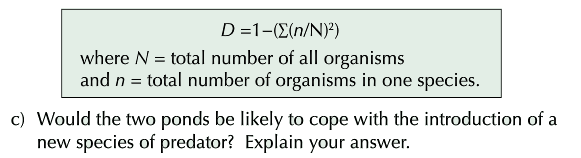 D =1–(Σ(n/N)²)
where N = total number of all organisms
and n = total number of organisms in one species.
c) Would the two ponds be likely to cope with the introduction of a
new species of predator? Explain your answer.